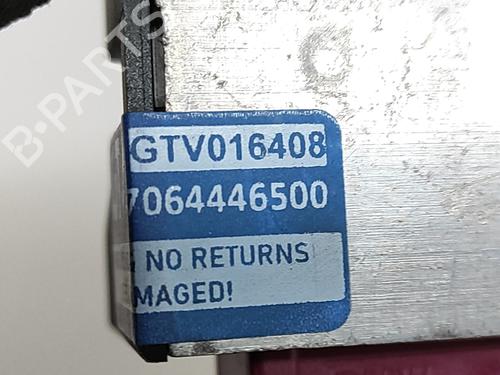 B-PARTS
GTV016408
7064446500
NO RETURNS
MAGED!